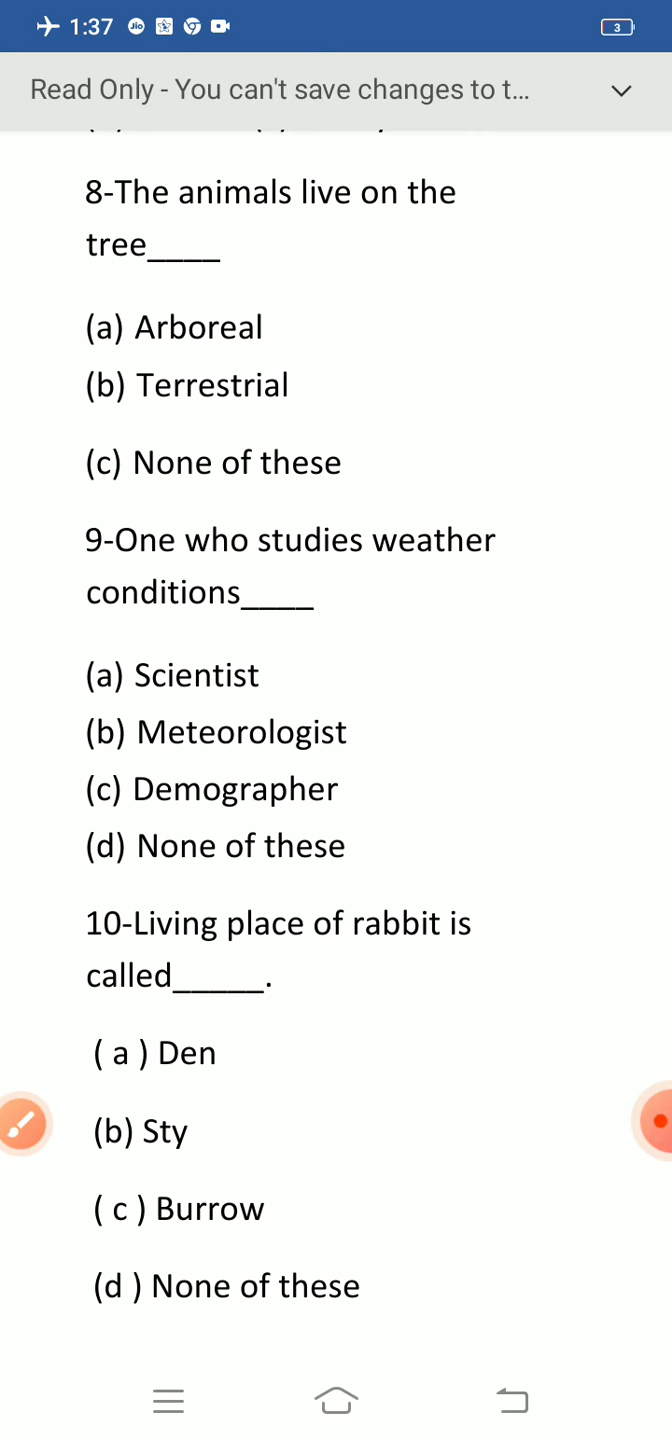 1:37
Jio
3
Read Only - You can't save changes to t...
8-The animals live on the
tree____
(a) Arboreal
(b) Terrestrial
(c) None of these
9-One who studies weather
conditions____
(a) Scientist
(b) Meteorologist
(c) Demographer
(d) None of these
10-Living place of rabbit is
called_____.
( a ) Den
(b) Sty
( c ) Burrow
(d ) None of these